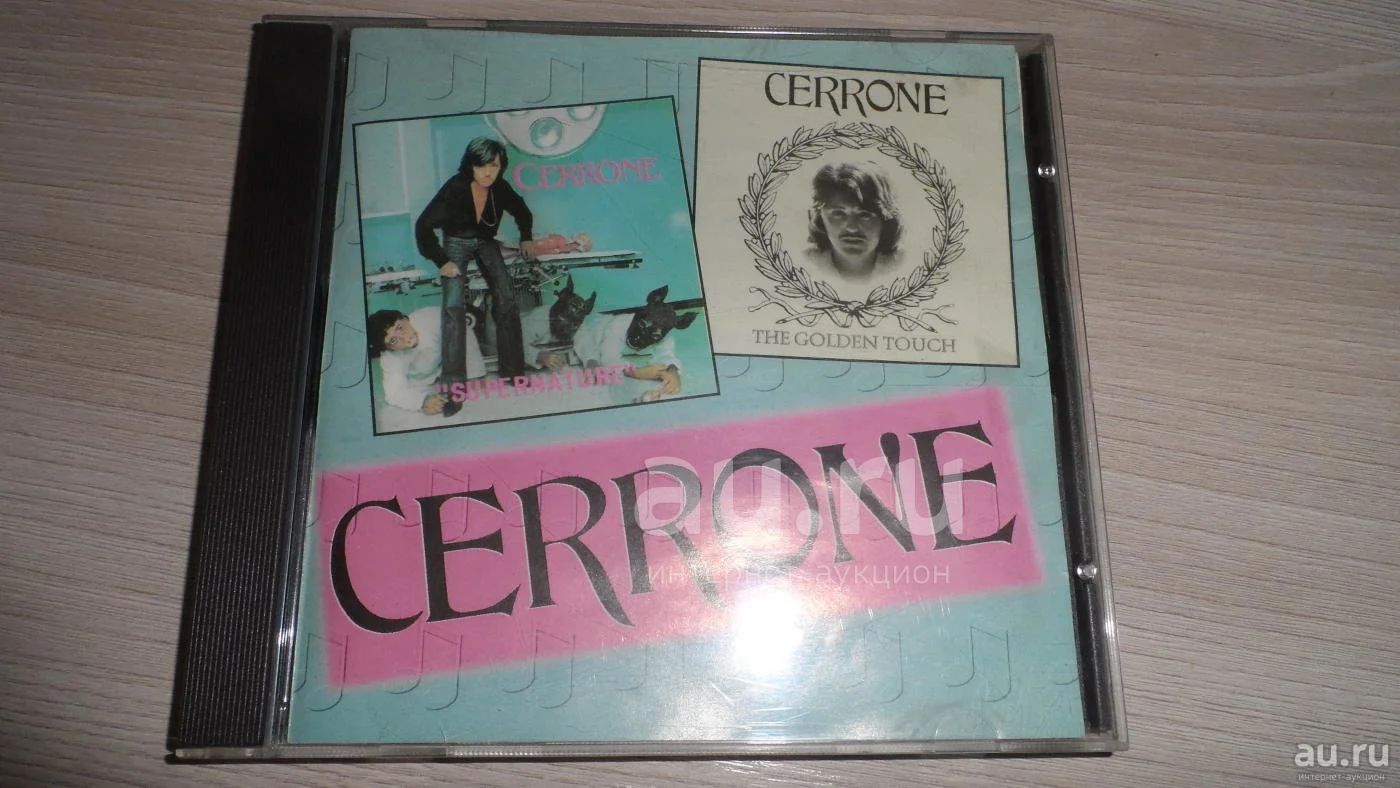 CERRONE
"SUPERNATURE"
CERRONE
THE GOLDEN TOUCH
CERRONE
au.ru
интернет-аукцион
au.ru
интернет-аукцион